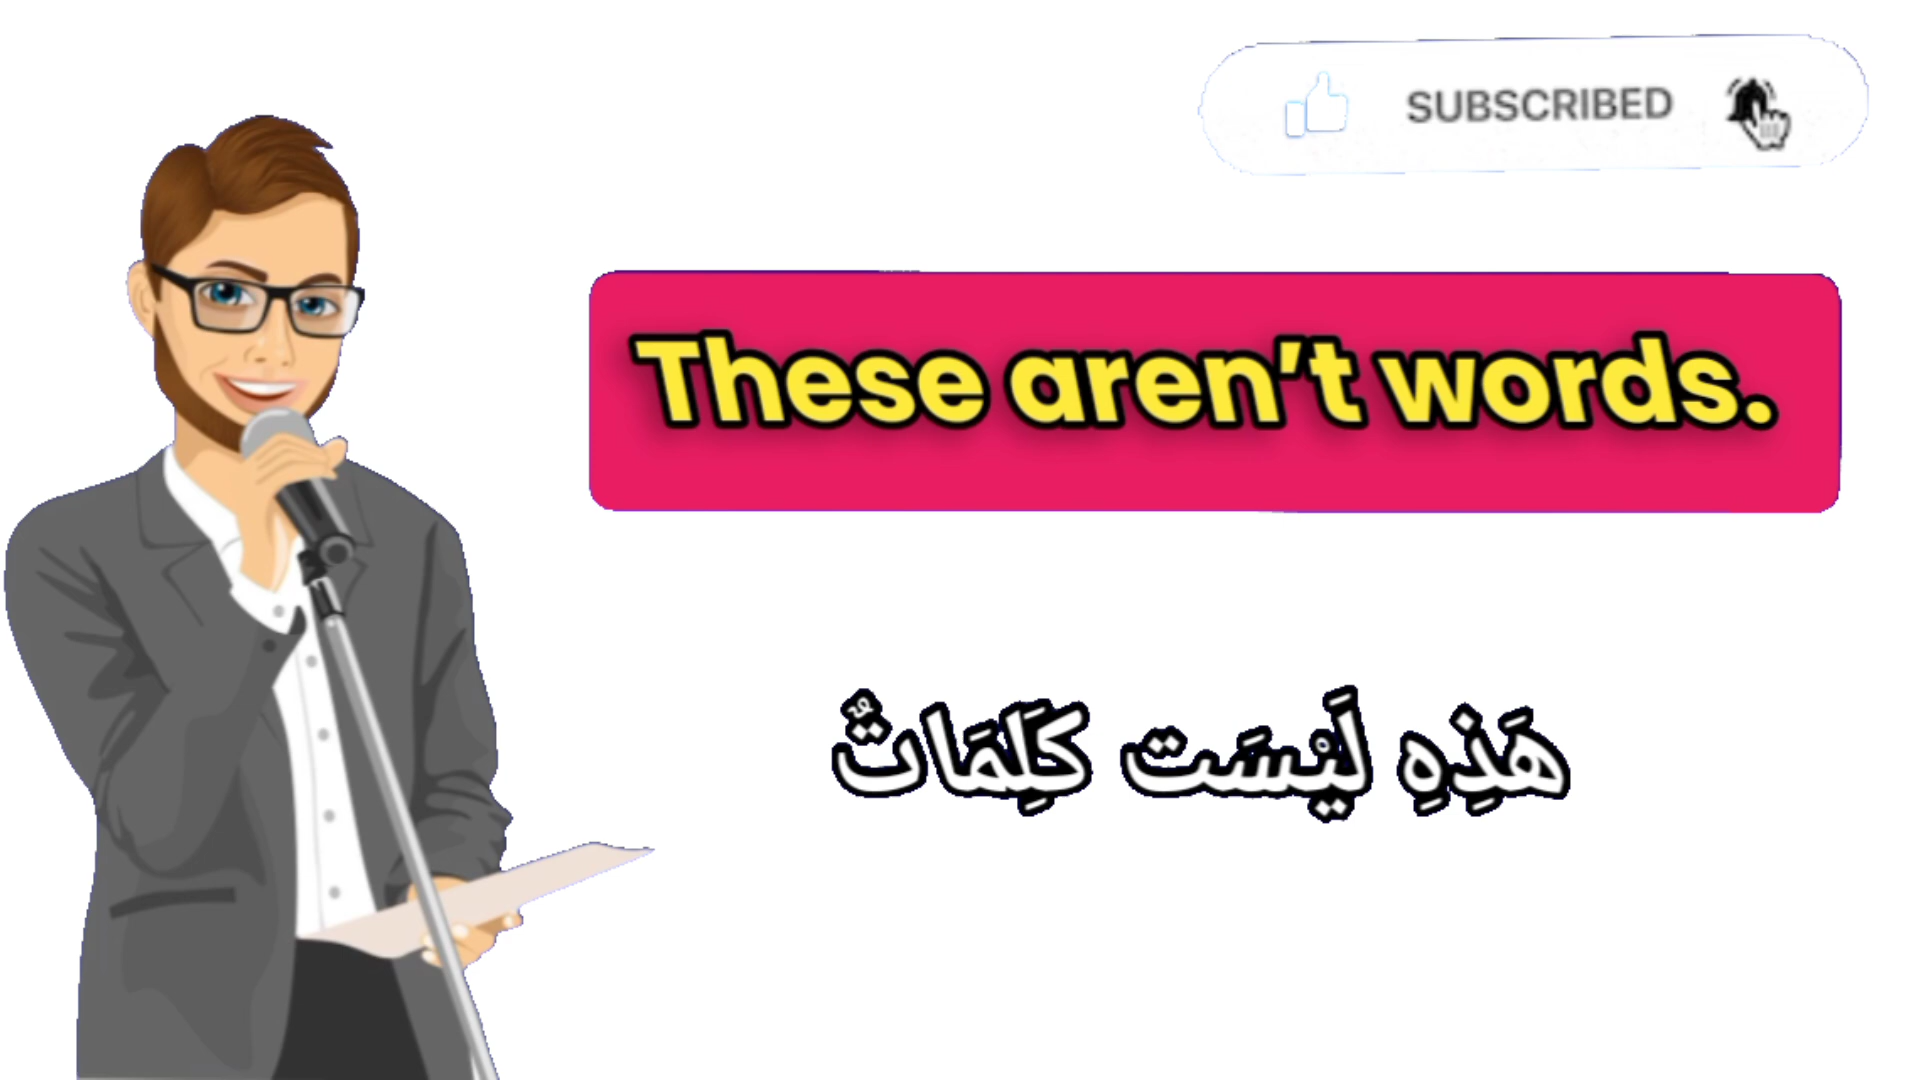 SUBSCRIBED
These aren't words.
هَذِهِ لَيْسَت كَلِمَاتٌ